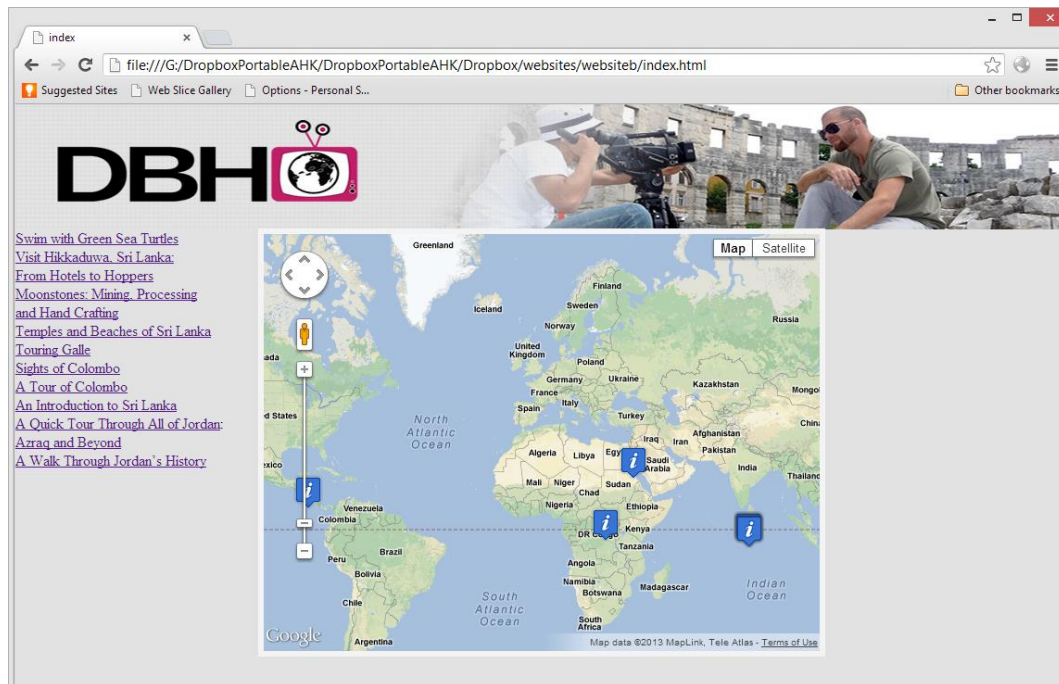 index
file:///G:/DropboxPortableAHK/DropboxPortableAHK/Dropbox/websites/websiteb/index.html
Suggested Sites Web Slice Gallery Options - Personal S... Other bookmarks
DBH
Swim with Green Sea Turtles
Visit Hikkaduwa, Sri Lanka:
From Hotels to Hoppers
Moonstones: Mining, Processing
and Hand Crafting
Temples and Beaches of Sri Lanka
Touring Galle
Sights of Colombo
A Tour of Colombo
An Introduction to Sri Lanka
A Quick Tour Through All of Jordan:
Azraq and Beyond
A Walk Through Jordan's History
Map Satellite
Greenland
Finland
Iceland
Sweden
Russia
Norway
United
Kingdom
Poland
Germany Ukraine
Kazakhstan
France
Mongol
Italy
Spain
Turkey
d States
North
Atlantic
Ocean
Afghanistan
China
Iraq Iran
Pakistan
Algeria Libya Egy
Saudi
Arabia
exico
India
Mali Niger Sudan
Thailand
Chad
Venezuela
Nigeria Ethiopia
Colombia
DR Congo Kenya
Tanzania
Brazil
Peru
Angola
Bolivia
Namibia
Botswana
Madagascar
Indian
Ocean
Chile
South
Atlantic
Ocean
South
Africa
Google
Argentina
Map data ©2013 MapLink, Tele Atlas - Terms of Use